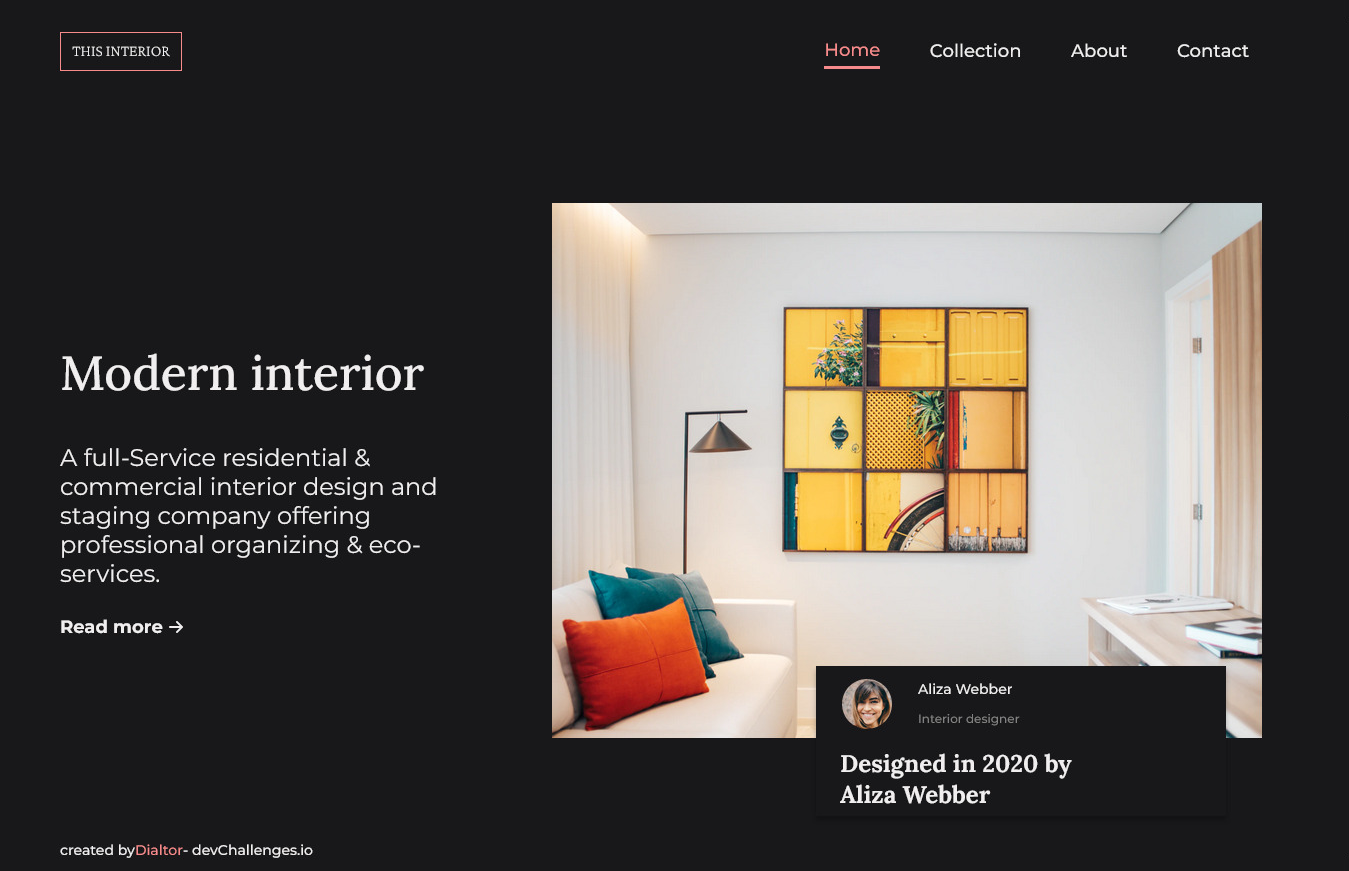 THIS INTERIOR
Home Collection About Contact
Modern interior
A full-Service residential &
commercial interior design and
staging company offering
professional organizing & eco-
services.
Read more →
Aliza Webber
Interior designer
Designed in 2020 by
Aliza Webber
created byDialtor- devChallenges.io